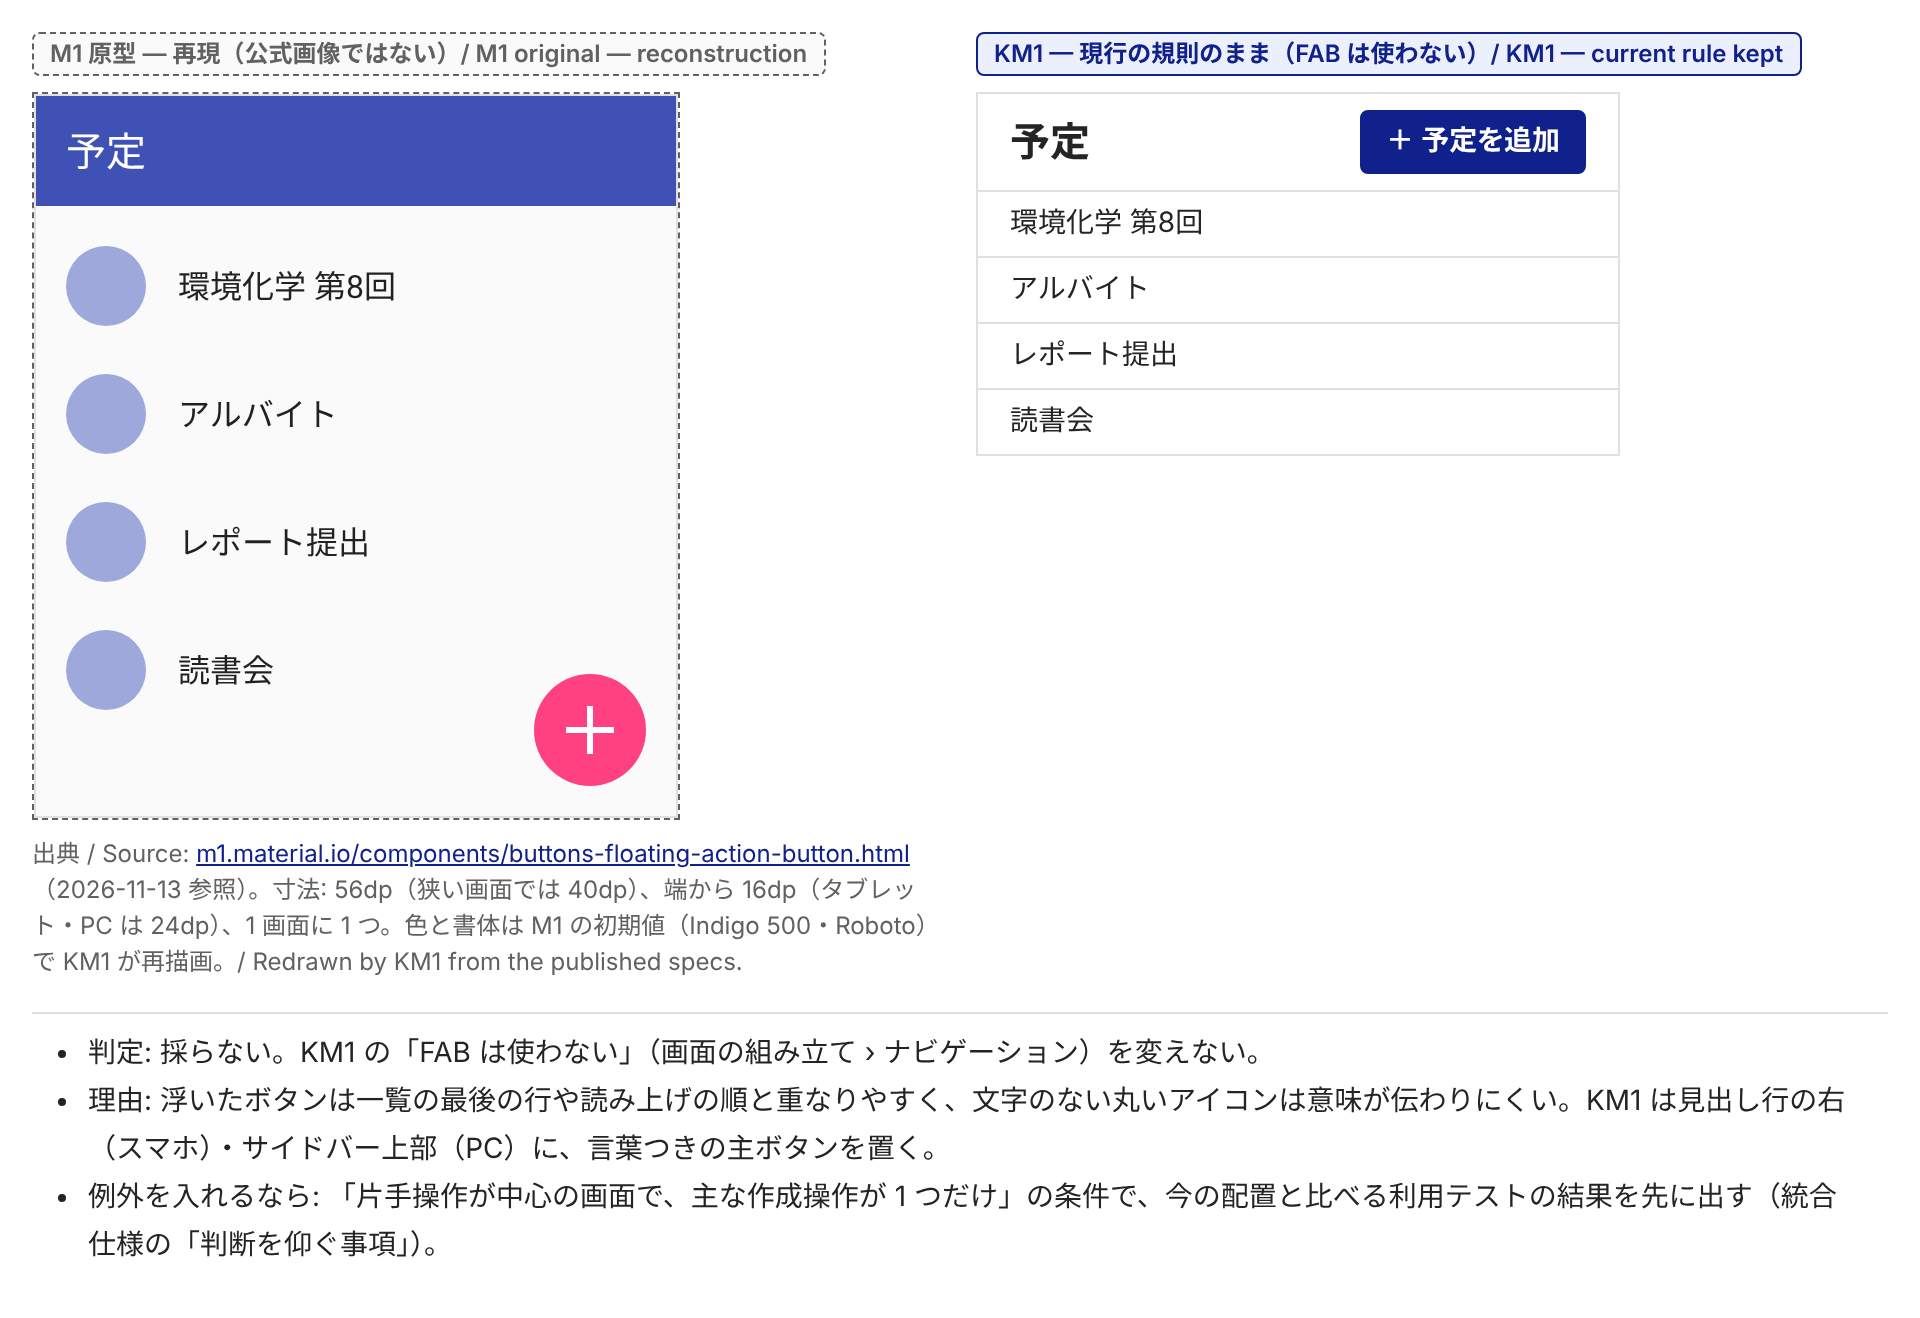 M1 原型 — 再現（公式画像ではない）/ M1 original — reconstruction
予定
環境化学 第8回
アルバイト
レポート提出
読書会
出典 / Source: m1.material.io/components/buttons-floating-action-button.html
（2026-11-13 参照）。寸法: 56dp（狭い画面では 40dp）、端から 16dp（タブレッ
ト・PC は 24dp）、1 画面に 1 つ。色と書体は M1 の初期値（Indigo 500・Roboto）
で KM1 が再描画。/ Redrawn by KM1 from the published specs.
KM1 — 現行の規則のまま（FAB は使わない）/ KM1 — current rule kept
予定
＋ 予定を追加
環境化学 第8回
アルバイト
レポート提出
読書会
• 判定: 採らない。KM1 の「FAB は使わない」（画面の組み立て › ナビゲーション）を変えない。
• 理由: 浮いたボタンは一覧の最後の行や読み上げの順と重なりやすく、文字のない丸いアイコンは意味が伝わりにくい。KM1 は見出し行の右
（スマホ）・サイドバー上部（PC）に、言葉つきの主ボタンを置く。
• 例外を入れるなら: 「片手操作が中心の画面で、主な作成操作が 1 つだけ」の条件で、今の配置と比べる利用テストの結果を先に出す（統合
仕様の「判断を仰ぐ事項」）。